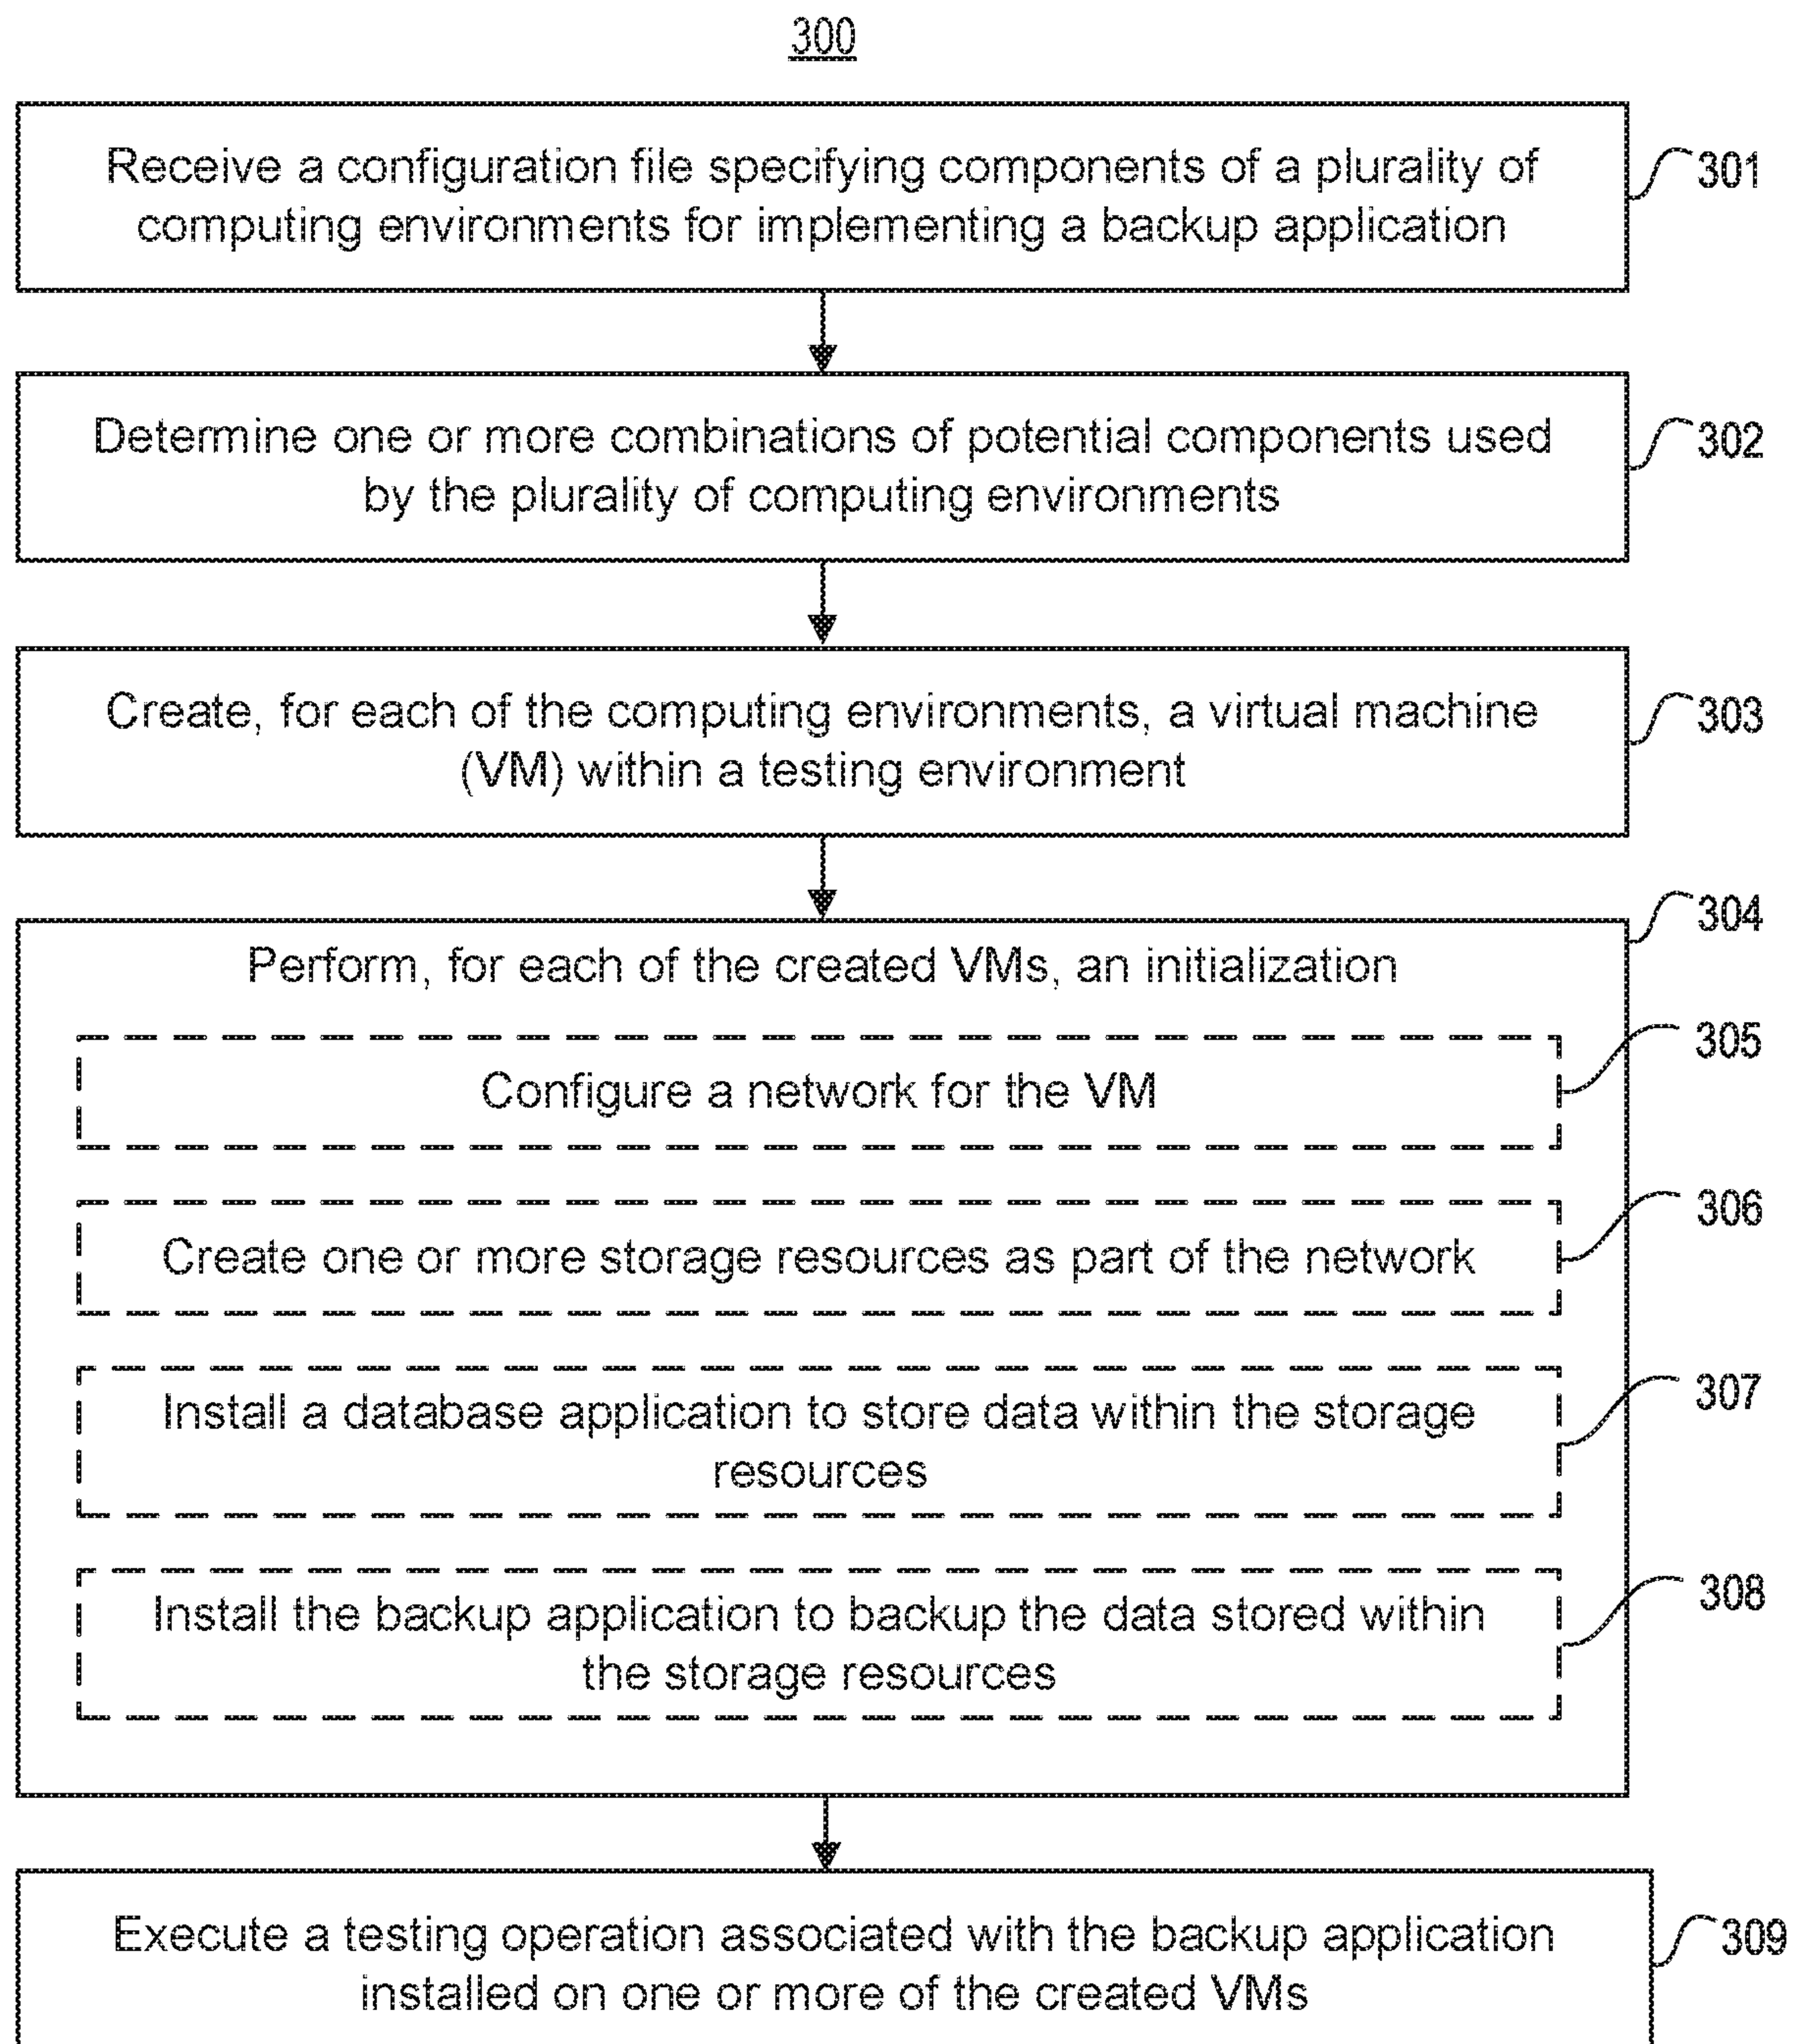 300
Receive a configuration file specifying components of a plurality of
computing environments for implementing a backup application
301
Determine one or more combinations of potential components used
by the plurality of computing environments
302
Create, for each of the computing environments, a virtual machine
(VM) within a testing environment
303
304
Perform, for each of the created VMs, an initialization
Configure a network for the VM
305
Create one or more storage resources as part of the network
306
Install a database application to store data within the storage
resources
307
Install the backup application to backup the data stored within
the storage resources
308
Execute a testing operation associated with the backup application
installed on one or more of the created VMs
309